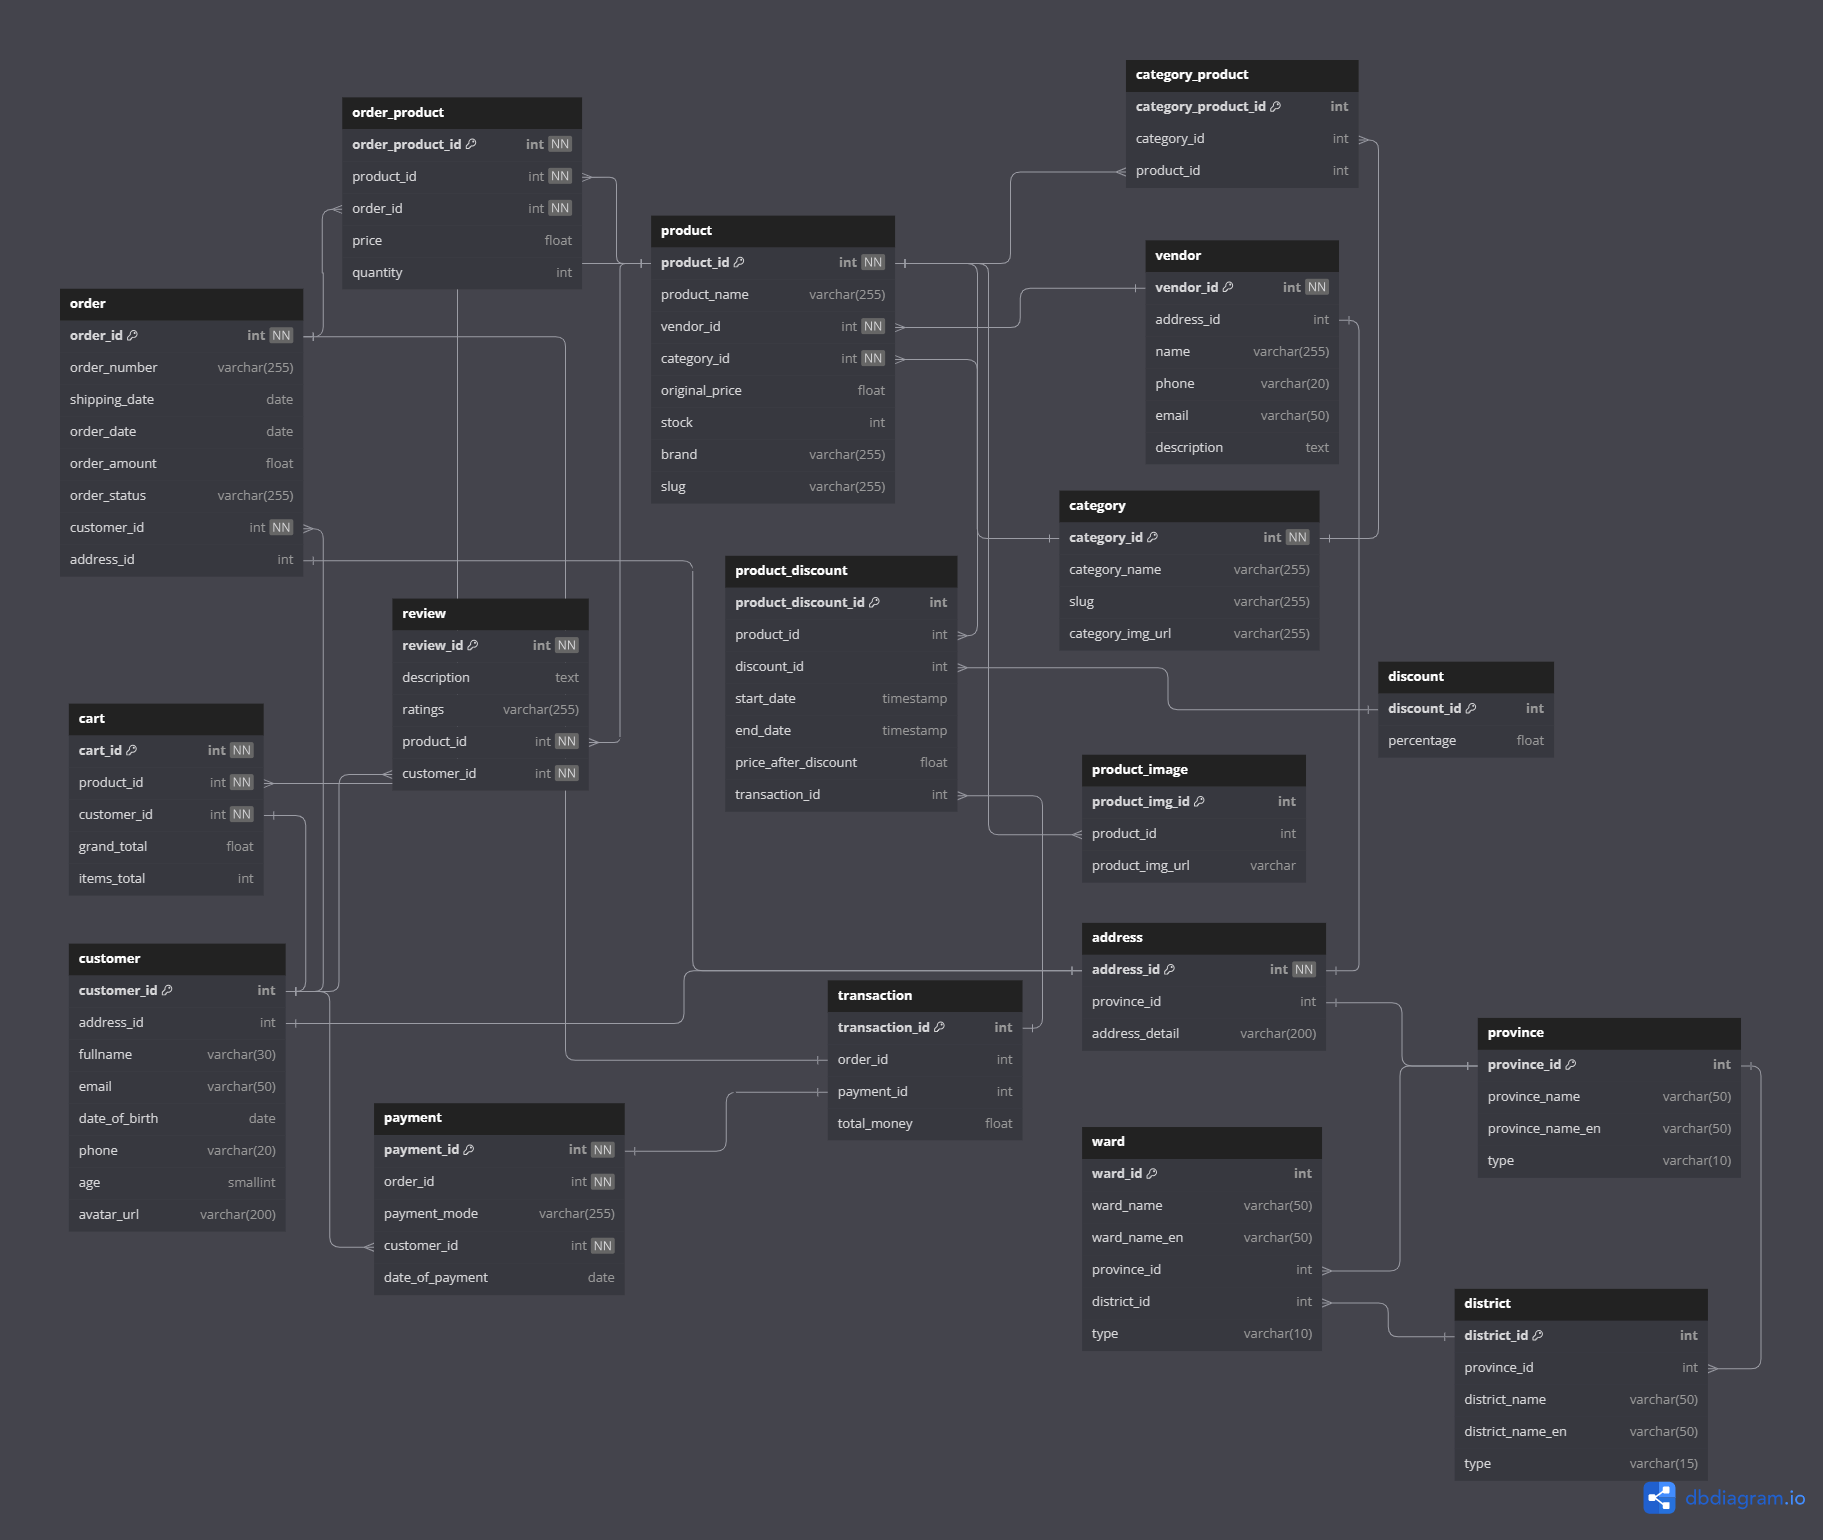 category_product
category_product_id int
category_id int
product_id int
order_product
order_product_id int NN
product_id int NN
order_id int NN
price float
quantity int
product
product_id int NN
product_name varchar(255)
vendor_id int NN
category_id int NN
original_price float
stock int
brand varchar(255)
slug varchar(255)
vendor
vendor_id int NN
address_id int
name varchar(255)
phone varchar(20)
email varchar(50)
description text
order
order_id int NN
order_number varchar(255)
shipping_date date
order_date date
order_amount float
order_status varchar(255)
customer_id int NN
address_id int
category
category_id int NN
category_name varchar(255)
slug varchar(255)
category_img_url varchar(255)
product_discount
product_discount_id int
product_id int
discount_id int
start_date timestamp
end_date timestamp
price_after_discount float
transaction_id int
review
review_id int NN
description text
ratings varchar(255)
product_id int NN
customer_id int NN
discount
discount_id int
percentage float
cart
cart_id int NN
product_id int NN
customer_id int NN
grand_total float
items_total int
product_image
product_img_id int
product_id int
product_img_url varchar
address
address_id int NN
province_id int
address_detail varchar(200)
customer
customer_id int
address_id int
fullname varchar(30)
email varchar(50)
date_of_birth date
phone varchar(20)
age smallint
avatar_url varchar(200)
transaction
transaction_id int
order_id int
payment_id int
total_money float
province
province_id int
province_name varchar(50)
province_name_en varchar(50)
type varchar(10)
payment
payment_id int NN
order_id int NN
payment_mode varchar(255)
customer_id int NN
date_of_payment date
ward
ward_id int
ward_name varchar(50)
ward_name_en varchar(50)
province_id int
district_id int
type varchar(10)
district
district_id int
province_id int
district_name varchar(50)
district_name_en varchar(50)
type varchar(15)
dbdiagram.io